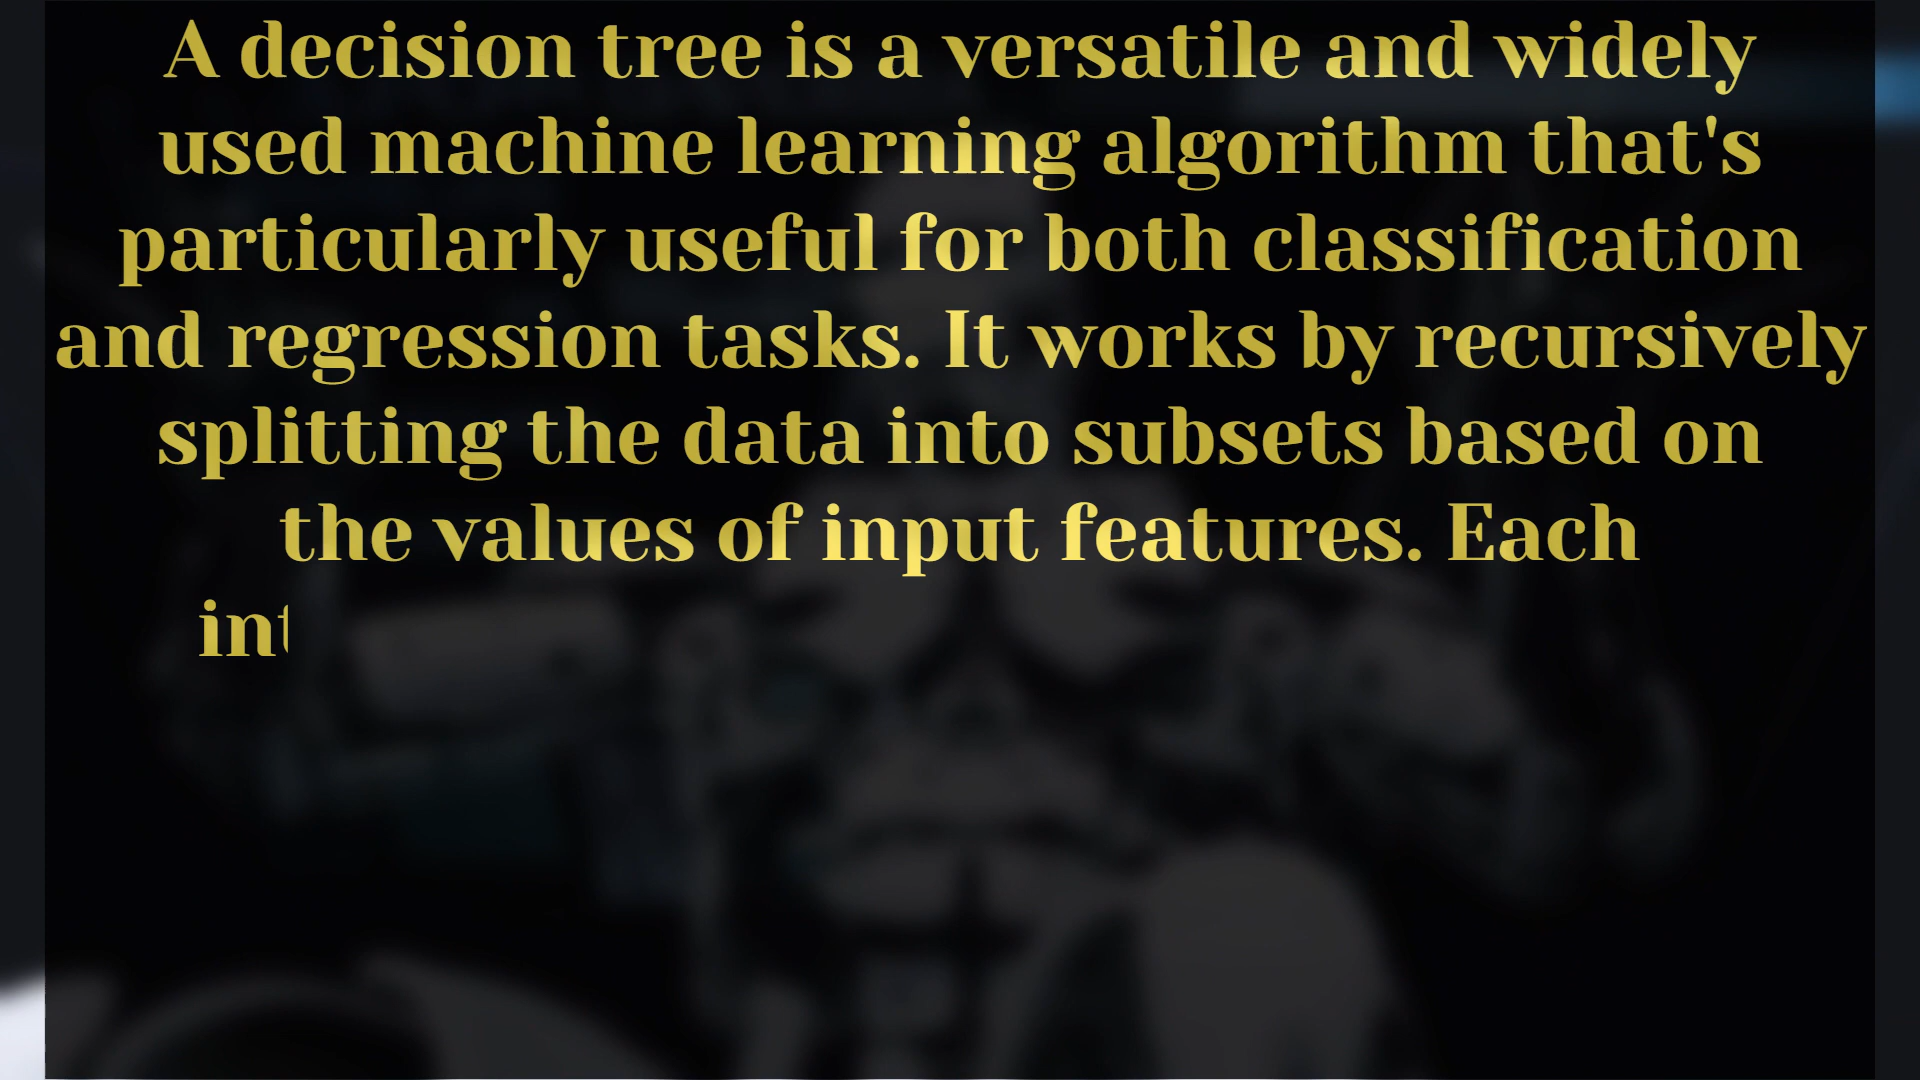 A decision tree is a versatile and widely
used machine learning algorithm that's
particularly useful for both classification
and regression tasks. It works by recursively
splitting the data into subsets based on
the values of input features. Each